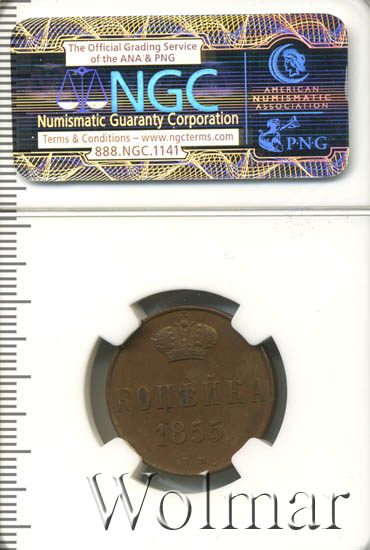 The Official Grading Service
of the ANA & PNG
NGC
Numismatic Guaranty Corporation
Terms & Conditions – www.ngcterms.com
888.NGC.1141
AMERICAN
NUMISMATIC
ASSOCIATION
P·N·G
КОПѢЙКА
1855
Wolmar